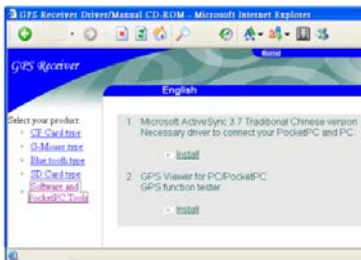 GPS Receiver Driver/Manual CD-ROM - Microsoft Internet Explorer
Home
GPS Receiver
English
Select your product
CF Card type
G-Mouse type
Blue tooth type
SD Card type
Software and
PocketPC Tools
1. Microsoft ActiveSync 3.7 Traditional Chinese version
Necessary driver to connect your PocketPC and PC.
Install
2. GPS Viewer for PC/PocketPC
GPS function tester.
Install